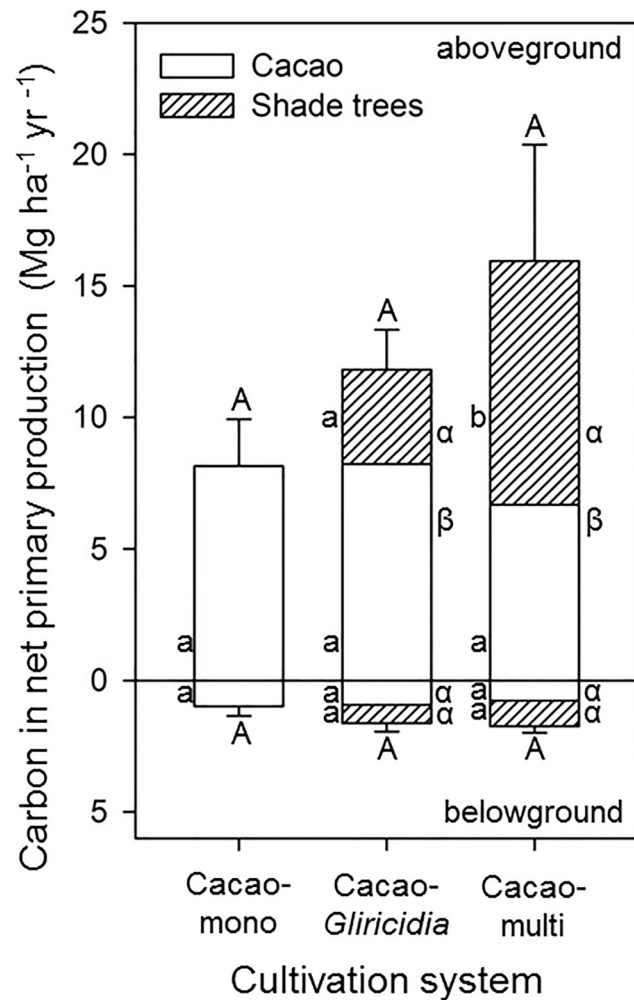 25
aboveground
Cacao
Shade trees
A
20
15
A
A
10
a
α
b
α
β
β
5
a
a
a
0
a
a
α
a
α
a
α
a
α
A
A
A
5
belowground
Carbon in net primary production (Mg ha⁻¹ yr ⁻¹)
Cacao-
mono
Cacao-
Gliricidia
Cacao-
multi
Cultivation system